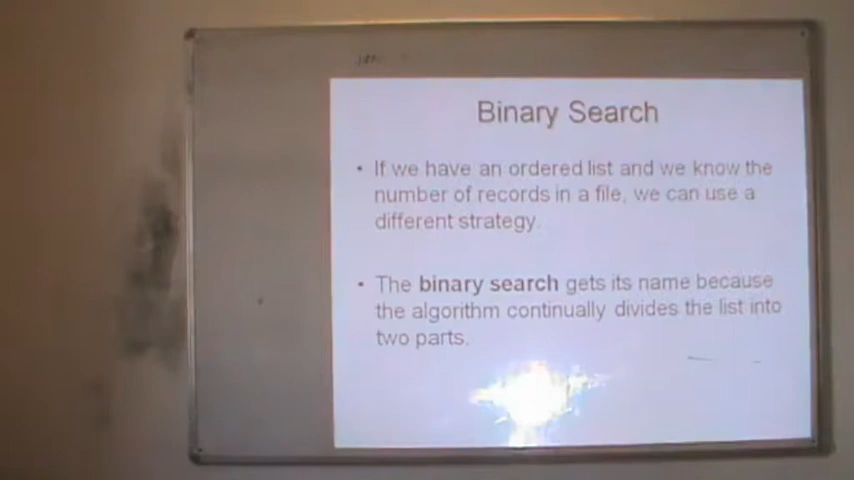 Binary Search
• If we have an ordered list and we know the
number of records in a file, we can use a
different strategy.
• The binary search gets its name because
the algorithm continually divides the list into
two parts.